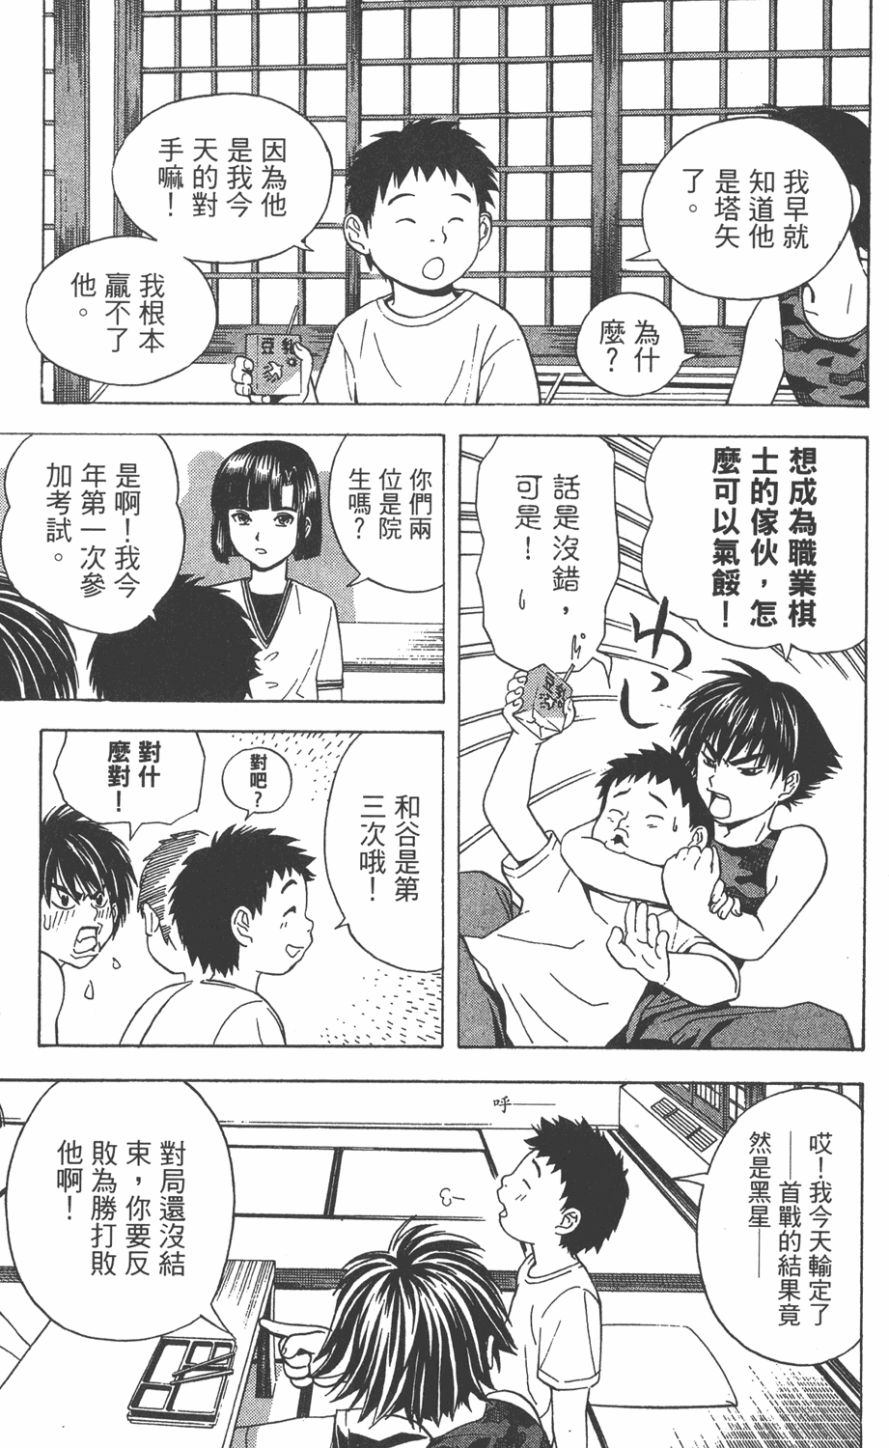 我早就
知道他
是塔矢
了。
為什
麼？
因為他
是我今
天的對
手嘛！
我根本
贏不了
他。
想成為職業棋
士的傢伙，怎
麼可以氣餒！
話是沒錯，
可是！
你們兩
位是院
生嗎？
是啊！我今
年第一次參
加考試。
和谷是第
三次哦！
對吧？
對什
麼對！
哎！我今天輸定了
——首戰的結果竟
然是黑星——
呼——
對局還沒結
束，你要反
敗為勝打敗
他啊！